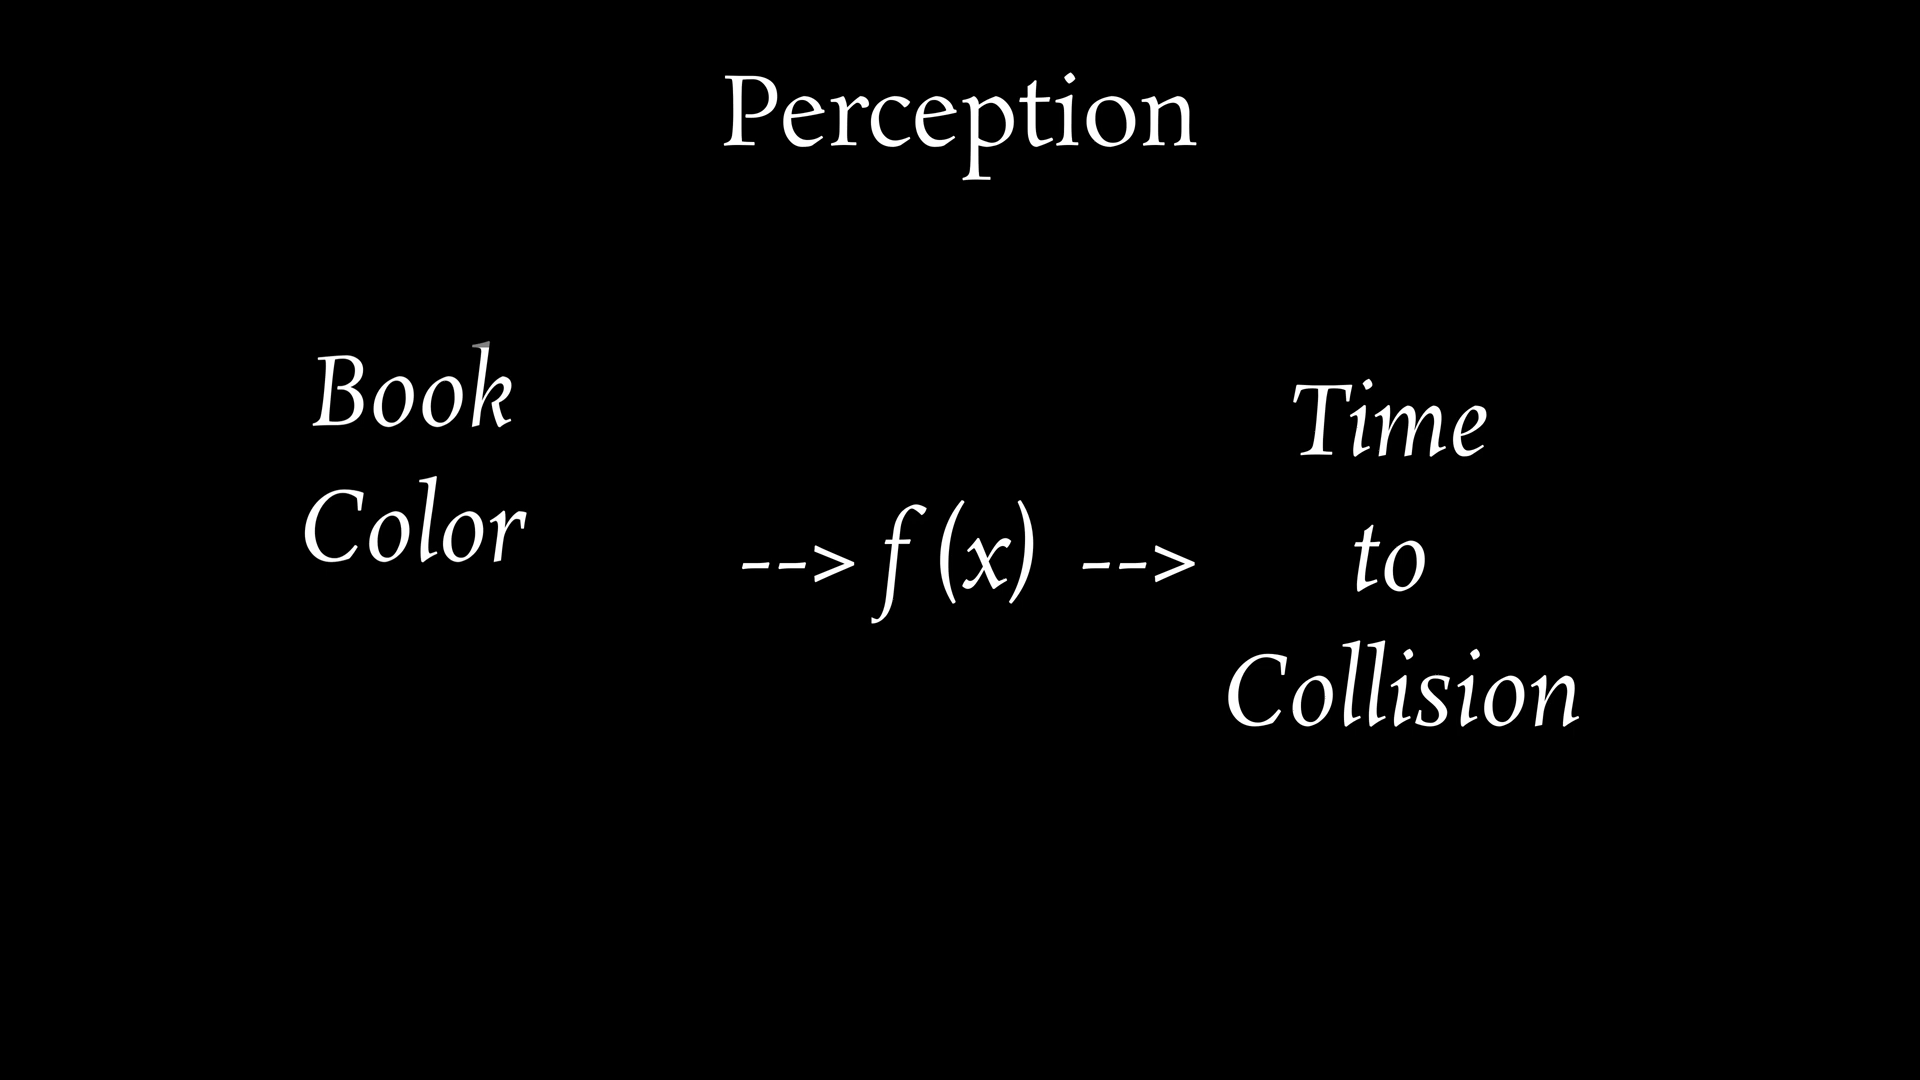 Perception
Book
Color
--> f (x) -->
Time
to
Collision